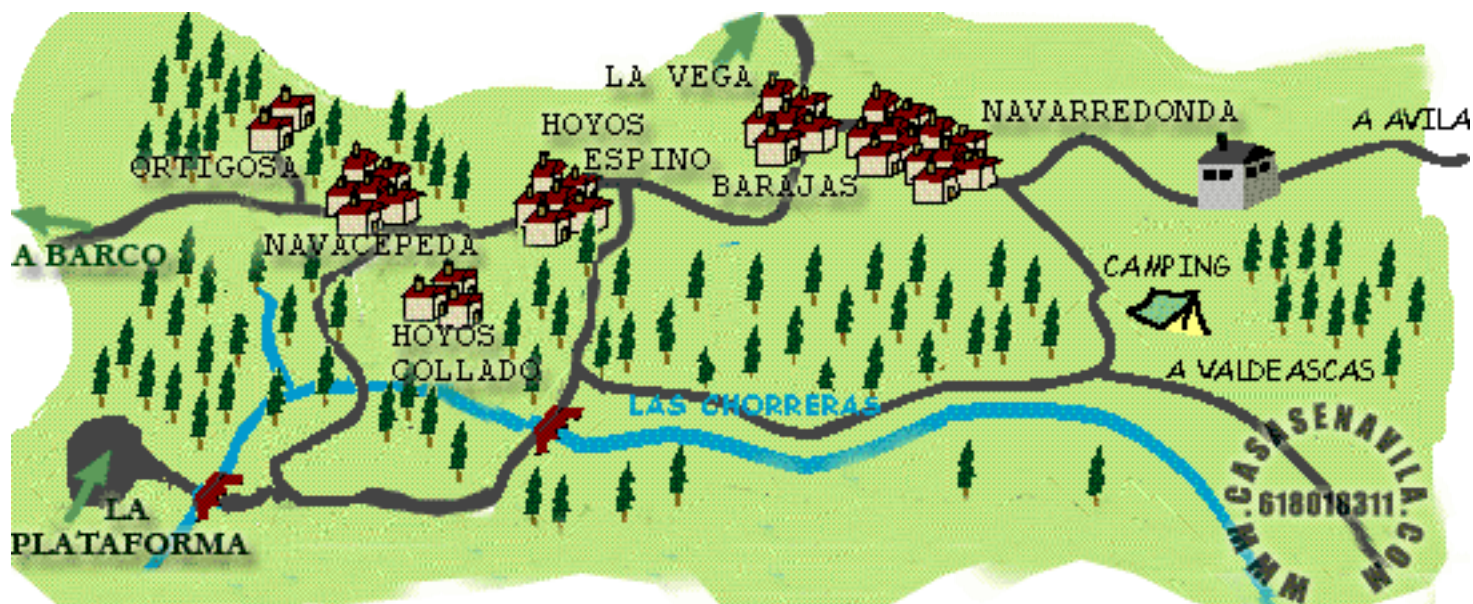 LA VEGA
NAVARREDONDA
A AVILA
HOYOS
ESPINO
ORTIGOSA
BARAJAS
NAVACEPEDA
A BARCO
CAMPING
HOYOS
COLLADO
A VALDEASCAS
LAS CHORRERAS
WWW.CASASENAVILA.COM
618018311
LA
PLATAFORMA